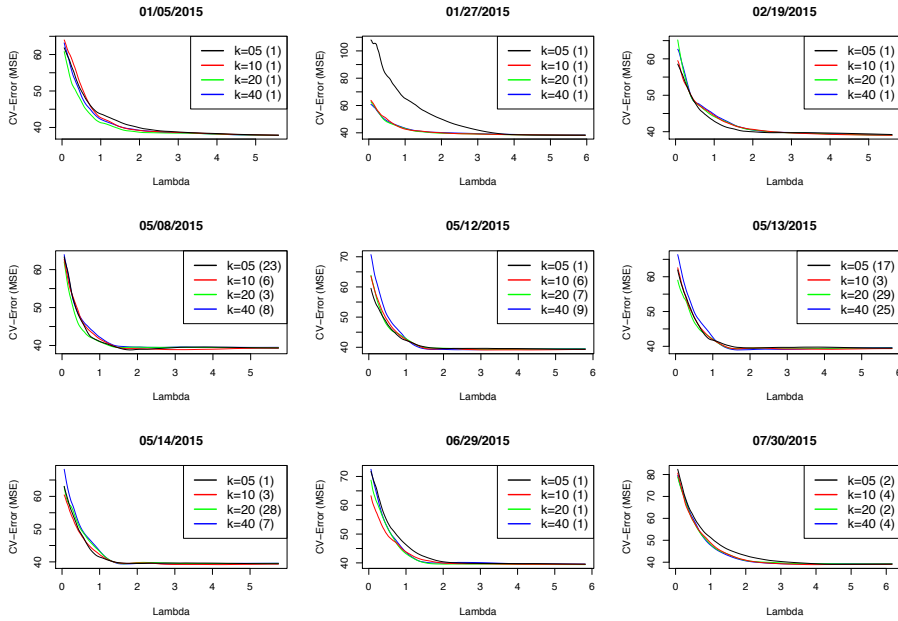 01/05/2015
CV−Error (MSE)
60
50
40
k=05 (1)
k=10 (1)
k=20 (1)
k=40 (1)
0 1 2 3 4 5
Lambda
01/27/2015
CV−Error (MSE)
100
80
60
40
k=05 (1)
k=10 (1)
k=20 (1)
k=40 (1)
0 1 2 3 4 5 6
Lambda
02/19/2015
CV−Error (MSE)
60
50
40
k=05 (1)
k=10 (1)
k=20 (1)
k=40 (1)
0 1 2 3 4 5
Lambda
05/08/2015
CV−Error (MSE)
60
50
40
k=05 (23)
k=10 (6)
k=20 (3)
k=40 (8)
0 1 2 3 4 5
Lambda
05/12/2015
CV−Error (MSE)
70
60
50
40
k=05 (1)
k=10 (6)
k=20 (7)
k=40 (9)
0 1 2 3 4 5 6
Lambda
05/13/2015
CV−Error (MSE)
60
50
40
k=05 (17)
k=10 (3)
k=20 (29)
k=40 (25)
0 1 2 3 4 5
Lambda
05/14/2015
CV−Error (MSE)
60
50
40
k=05 (1)
k=10 (3)
k=20 (28)
k=40 (7)
0 1 2 3 4 5
Lambda
06/29/2015
CV−Error (MSE)
70
60
50
40
k=05 (1)
k=10 (1)
k=20 (1)
k=40 (1)
0 1 2 3 4 5 6
Lambda
07/30/2015
CV−Error (MSE)
80
70
60
50
40
k=05 (2)
k=10 (4)
k=20 (2)
k=40 (4)
0 1 2 3 4 5 6
Lambda